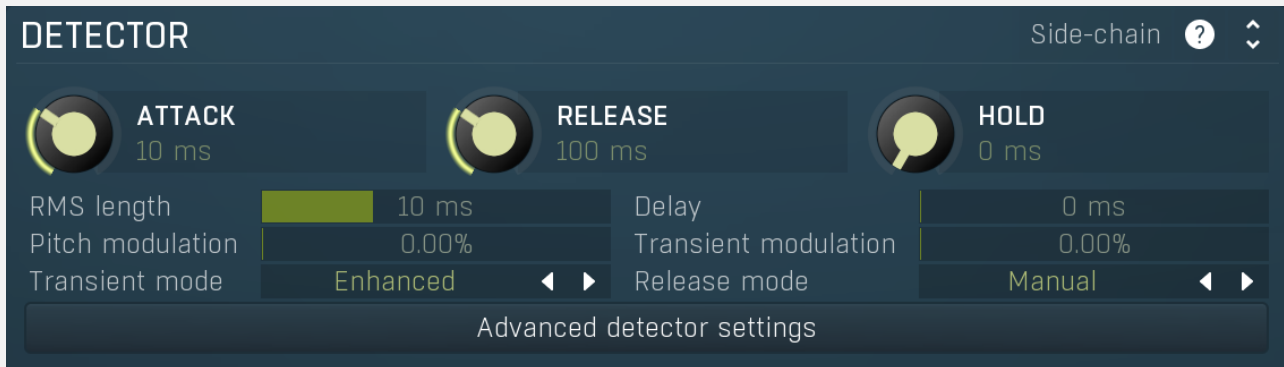 DETECTOR Side-chain ?
ATTACK RELEASE HOLD
10 ms 100 ms 0 ms
RMS length 10 ms Delay 0 ms
Pitch modulation 0.00% Transient modulation 0.00%
Transient mode Enhanced Release mode Manual
Advanced detector settings